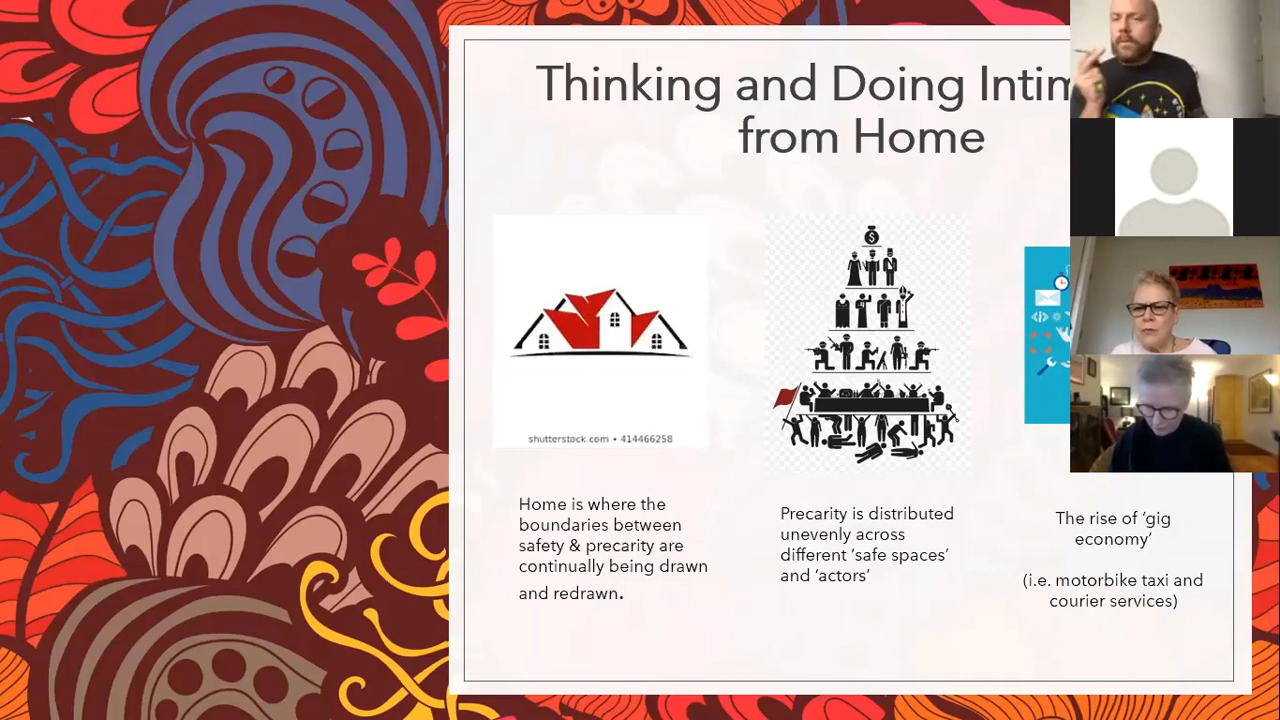 Thinking and Doing Intim
from Home
shutterstock.com • 414466258
Home is where the
boundaries between
safety & precarity are
continually being drawn
and redrawn.
Precarity is distributed
unevenly across
different ‘safe spaces’
and ‘actors’
The rise of ‘gig
economy’
(i.e. motorbike taxi and
courier services)